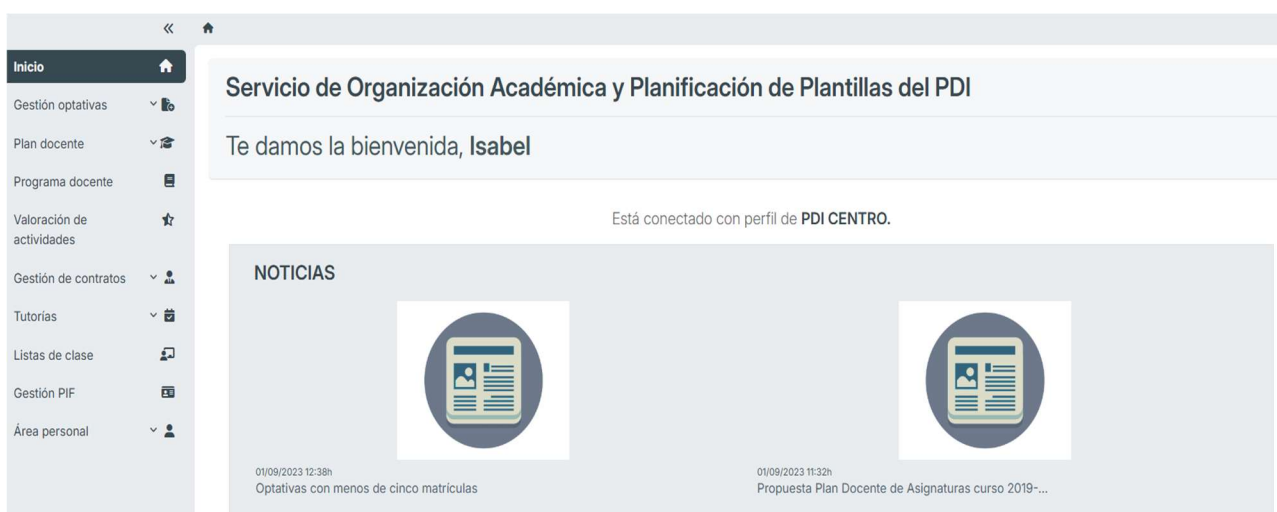 Inicio
Gestión optativas
Plan docente
Programa docente
Valoración de
actividades
Gestión de contratos
Tutorías
Listas de clase
Gestión PIF
Área personal
Servicio de Organización Académica y Planificación de Plantillas del PDI
Te damos la bienvenida, Isabel
Está conectado con perfil de PDI CENTRO.
NOTICIAS
01/09/2023 12:38h
Optativas con menos de cinco matrículas
01/09/2023 11:32h
Propuesta Plan Docente de Asignaturas curso 2019-...